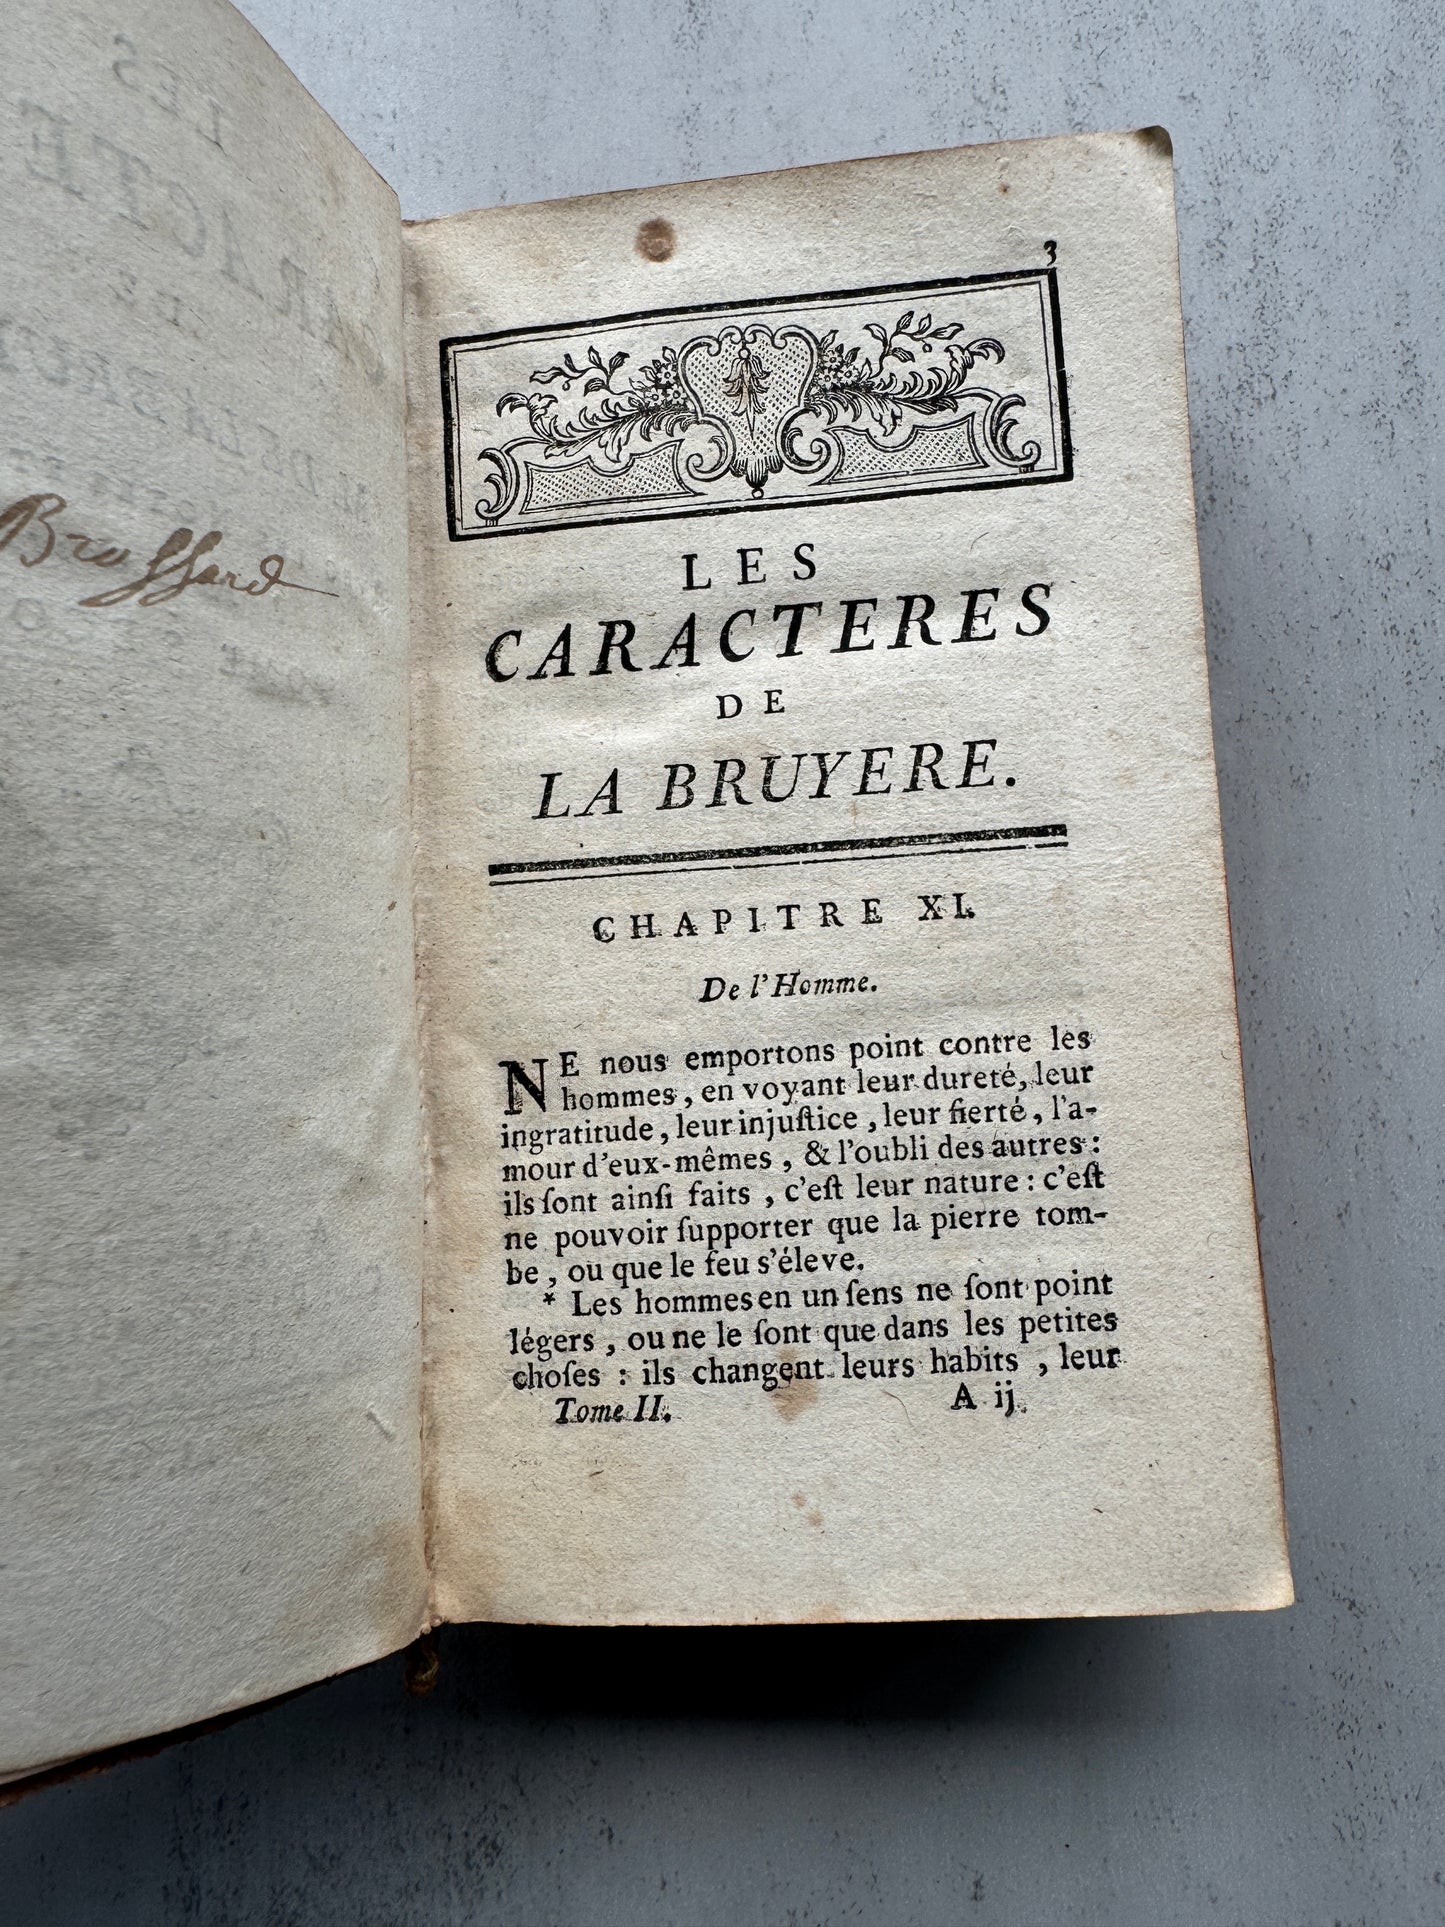 Brossard
3
LES
CARACTERES
DE
LA BRUYERE.
CHAPITRE XI.
De l'Homme.
NE nous emportons point contre les
hommes, en voyant leur dureté, leur
ingratitude, leur injuſtice, leur fierté, l'a-
mour d'eux-mêmes, & l'oubli des autres:
ils ſont ainſi faits, c'eſt leur nature: c'eſt
ne pouvoir ſupporter que la pierre tom-
be, ou que le feu s'éleve.
* Les hommes en un ſens ne ſont point
légers, ou ne le ſont que dans les petites
choſes: ils changent leurs habits, leur
Tome II. A ij